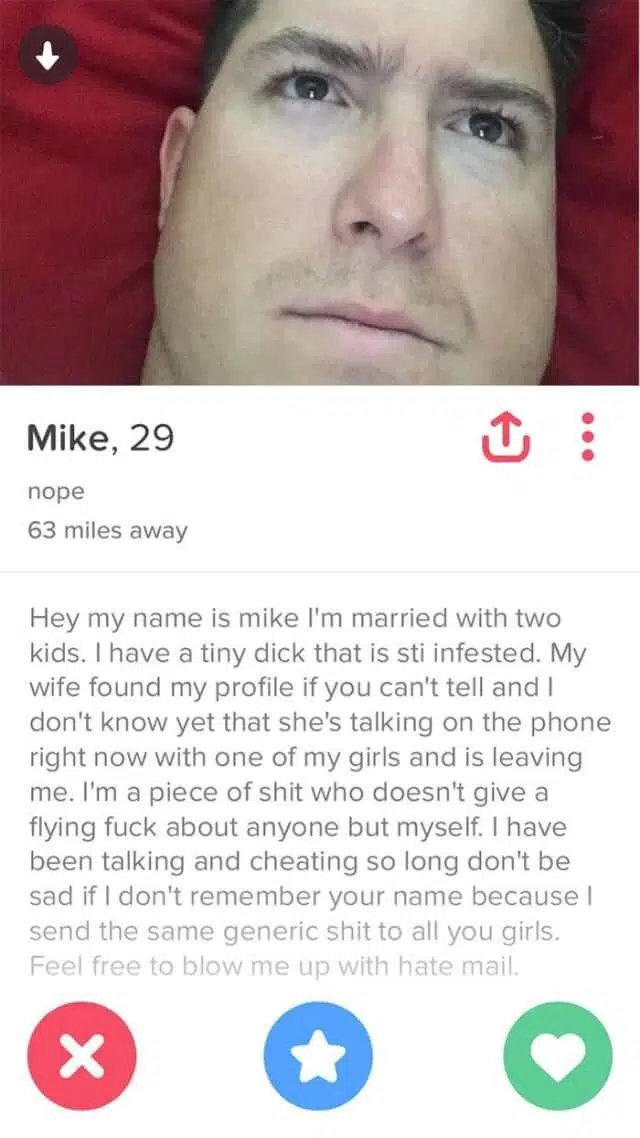 Mike, 29
nope
63 miles away
Hey my name is mike I'm married with two
kids. I have a tiny dick that is sti infested. My
wife found my profile if you can't tell and I
don't know yet that she's talking on the phone
right now with one of my girls and is leaving
me. I'm a piece of shit who doesn't give a
flying fuck about anyone but myself. I have
been talking and cheating so long don't be
sad if I don't remember your name because I
send the same generic shit to all you girls.
Feel free to blow me up with hate mail.